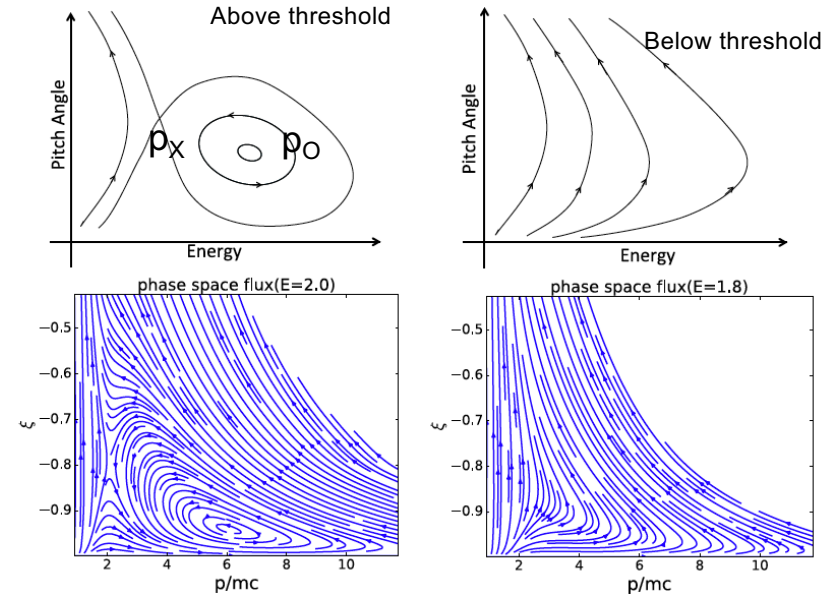 Above threshold
Pitch Angle
pX
pO
Energy
Below threshold
Pitch Angle
Energy
phase space flux(E=2.0)
−0.5
−0.6
−0.7
−0.8
−0.9
ξ
2 4 6 8 10
p/mc
phase space flux(E=1.8)
−0.5
−0.6
−0.7
−0.8
−0.9
ξ
2 4 6 8 10
p/mc